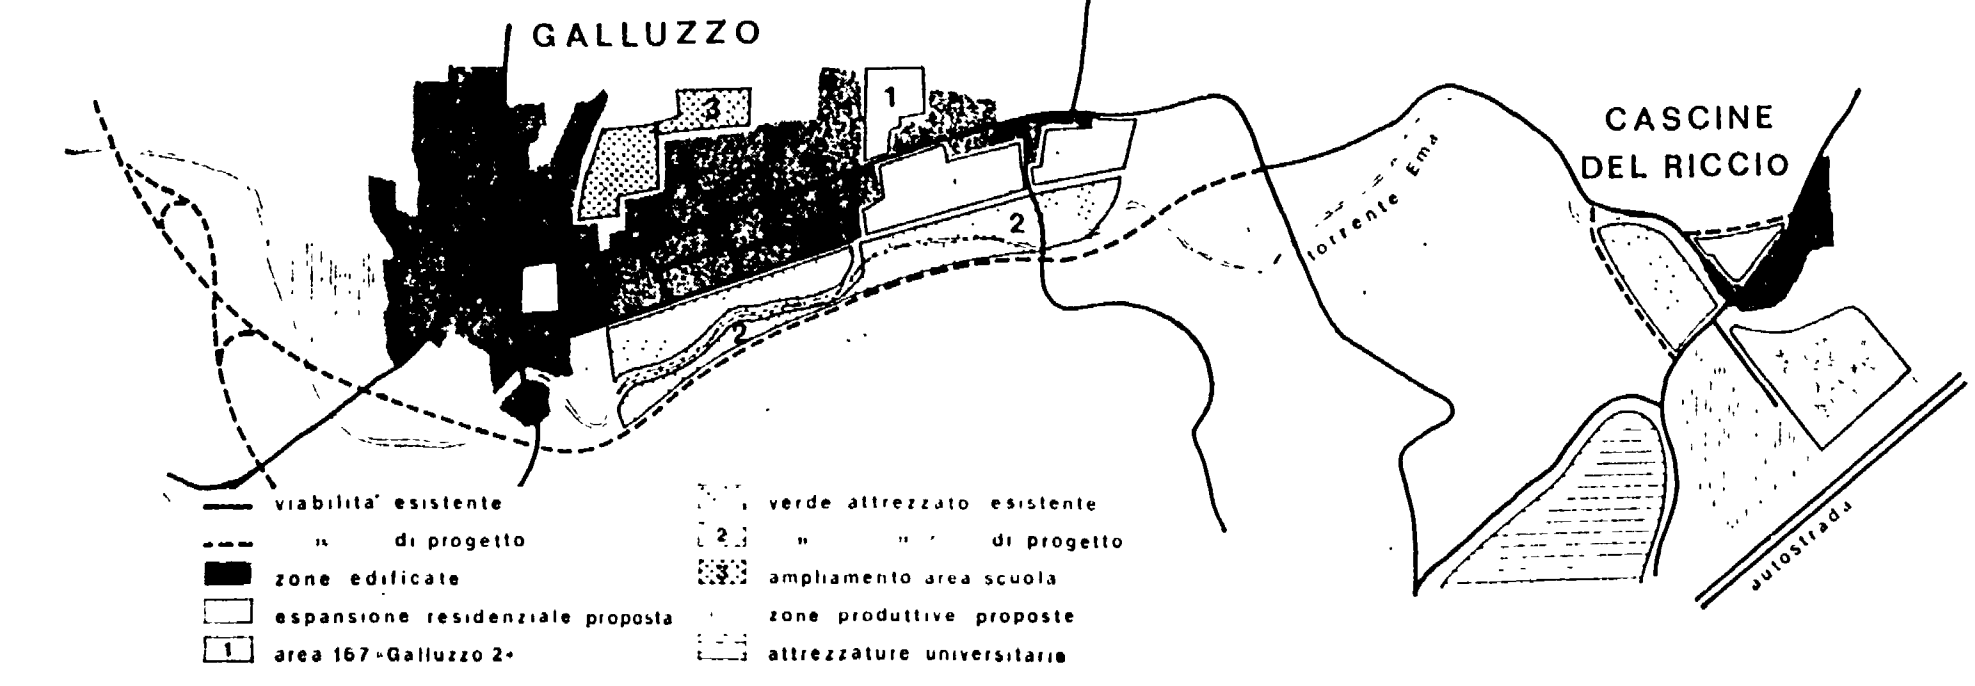 GALLUZZO
3
1
CASCINE
DEL RICCIO
torrente Ema
2
2
autostrada
viabilita' esistente
" di progetto
zone edificate
espansione residenziale proposta
1 area 167 "Galluzzo 2"
verde attrezzato esistente
2 " " di progetto
3 ampliamento area scuola
zone produttive proposte
attrezzature universitarie